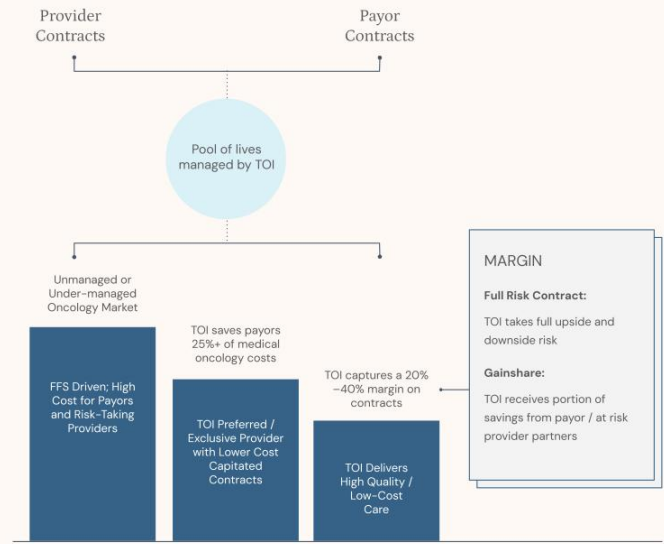 Provider
Contracts
Payor
Contracts
Pool of lives
managed by TOI
Unmanaged or
Under-managed
Oncology Market
FFS Driven; High
Cost for Payors
and Risk-Taking
Providers
TOI saves payors
25%+ of medical
oncology costs
TOI Preferred /
Exclusive Provider
with Lower Cost
Capitated
Contracts
TOI captures a 20%
–40% margin on
contracts
TOI Delivers
High Quality /
Low-Cost
Care
MARGIN
Full Risk Contract:
TOI takes full upside and
downside risk
Gainshare:
TOI receives portion of
savings from payor / at risk
provider partners